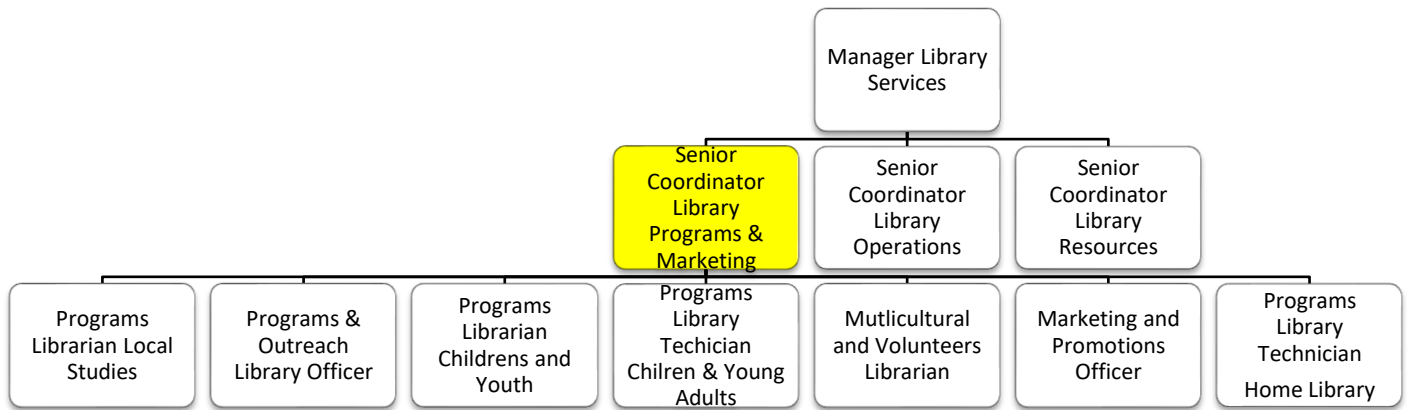 Manager Library
Services
Senior
Coordinator
Library
Programs &
Marketing
Senior
Coordinator
Library
Operations
Senior
Coordinator
Library
Resources
Programs
Librarian Local
Studies
Programs &
Outreach
Library Officer
Programs
Librarian
Childrens and
Youth
Programs
Library
Techician
Chilren & Young
Adults
Mutlicultural
and Volunteers
Librarian
Marketing and
Promotions
Officer
Programs
Library
Technician
Home Library